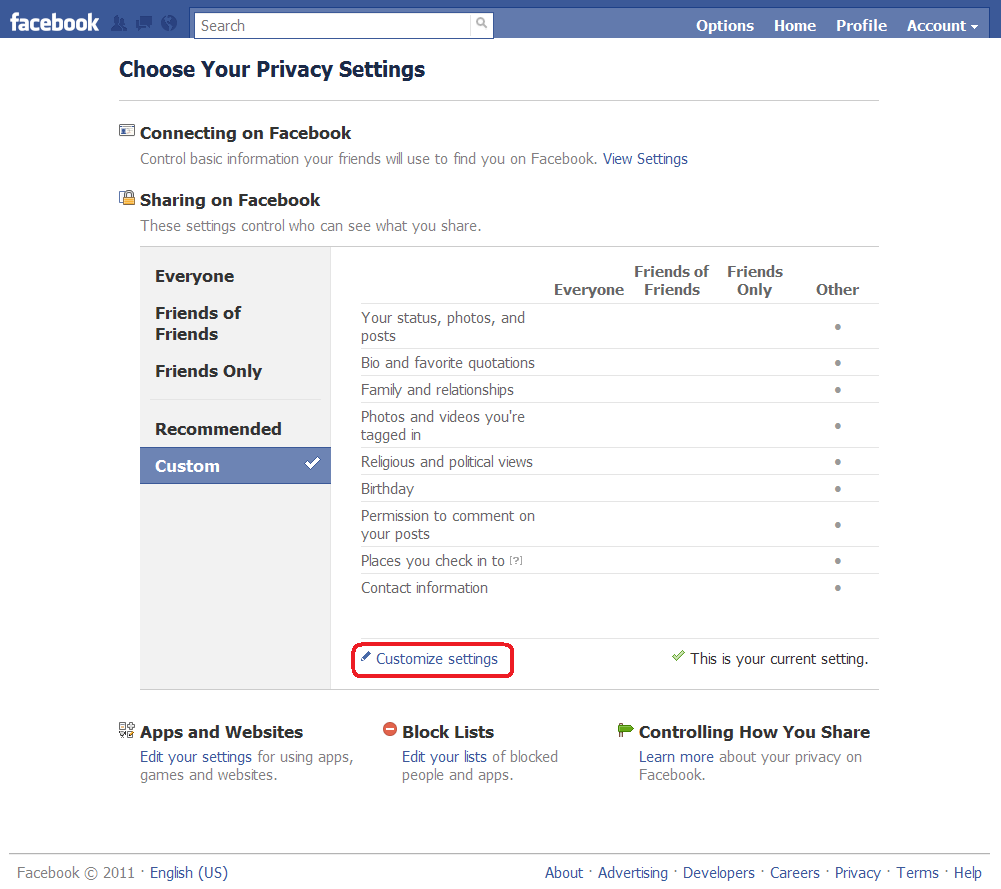 facebook
Search
Options Home Profile Account
Choose Your Privacy Settings
Connecting on Facebook
Control basic information your friends will use to find you on Facebook. View Settings
Sharing on Facebook
These settings control who can see what you share.
Everyone
Friends of
Friends
Friends Only
Recommended
Custom
Everyone
Friends of
Friends
Friends
Only
Other
Your status, photos, and
posts
Bio and favorite quotations
Family and relationships
Photos and videos you're
tagged in
Religious and political views
Birthday
Permission to comment on
your posts
Places you check in to [?]
Contact information
Customize settings
This is your current setting.
Apps and Websites
Edit your settings for using apps,
games and websites.
Block Lists
Edit your lists of blocked
people and apps.
Controlling How You Share
Learn more about your privacy on
Facebook.
Facebook © 2011 · English (US)
About · Advertising · Developers · Careers · Privacy · Terms · Help